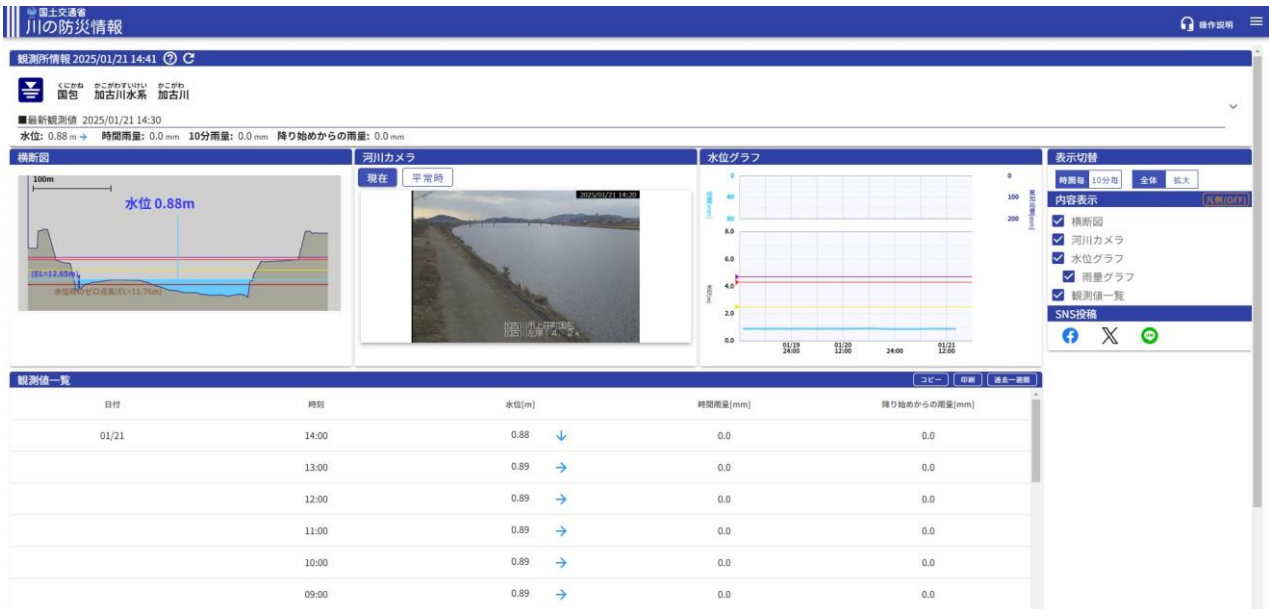 国土交通省
川の防災情報
操作説明
観測所情報 2025/01/21 14:41
くにかね かこがわすいけい かこがわ
国包 加古川水系 加古川
■最新観測値 2025/01/21 14:30
水位: 0.88 m → 時間雨量: 0.0 mm 10分雨量: 0.0 mm 降り始めからの雨量: 0.0 mm
横断図
100m
水位 0.88m
(EL=12.65m)
水位標のゼロ点高(EL=11.76m)
河川カメラ
現在 平常時
2025/01/21 14:20
水位グラフ
0 0
40 100
80 200
8.0
6.0
4.0
2.0
0.0
01/19 24:00 01/20 12:00 24:00 01/21 12:00
表示切替
時間毎 10分毎 全体 拡大
内容表示 凡例(OFF)
横断図
河川カメラ
水位グラフ
雨量グラフ
観測値一覧
SNS投稿
観測値一覧 コピー 印刷 過去一週間
日付 時刻 水位[m] 時間雨量[mm] 降り始めからの雨量[mm]
01/21 14:00 0.88 ↓ 0.0 0.0
13:00 0.89 → 0.0 0.0
12:00 0.89 → 0.0 0.0
11:00 0.89 → 0.0 0.0
10:00 0.89 → 0.0 0.0
09:00 0.89 → 0.0 0.0